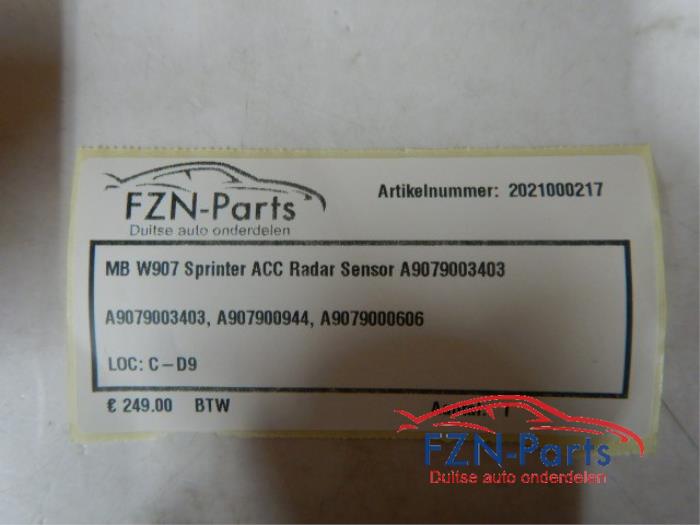 FZN-Parts
Duitse auto onderdelen
Artikelnummer: 2021000217
MB W907 Sprinter ACC Radar Sensor A9079003403
A9079003403, A907900944, A9079000606
LOC: C-D9
€ 249.00 BTW
FZN-Parts
Duitse auto onderdelen